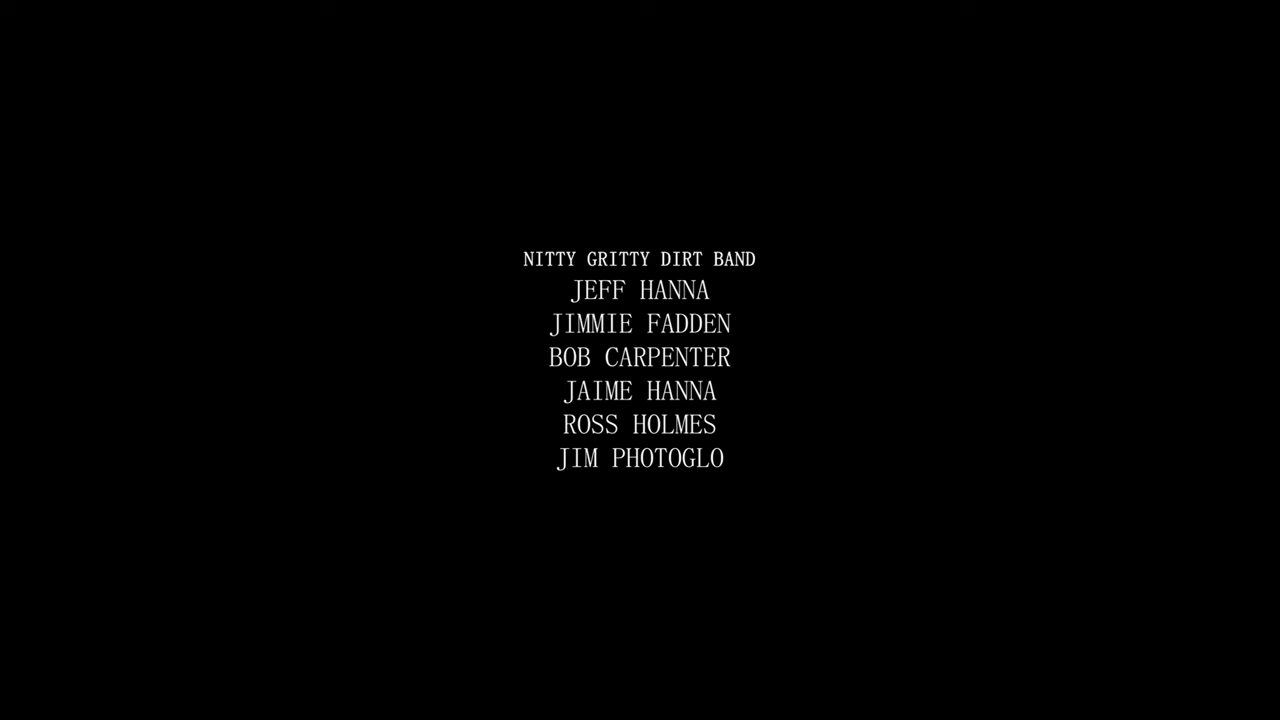 NITTY GRITTY DIRT BAND
JEFF HANNA
JIMMIE FADDEN
BOB CARPENTER
JAIME HANNA
ROSS HOLMES
JIM PHOTOGLO